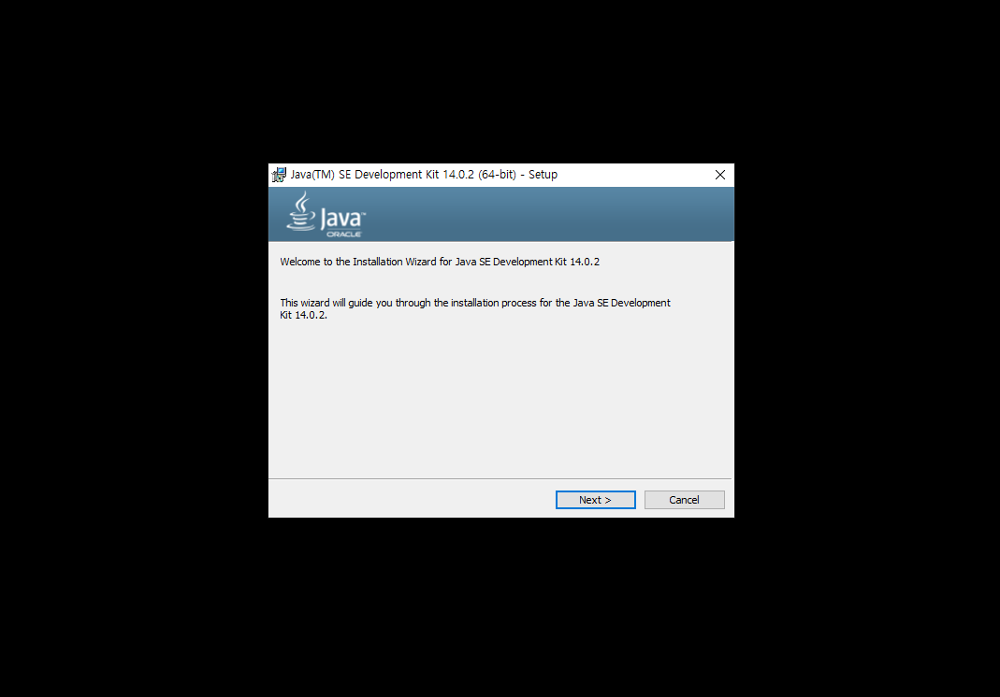 Java(TM) SE Development Kit 14.0.2 (64-bit) - Setup
Java™
ORACLE
Welcome to the Installation Wizard for Java SE Development Kit 14.0.2
This wizard will guide you through the installation process for the Java SE Development
Kit 14.0.2.
Next >
Cancel